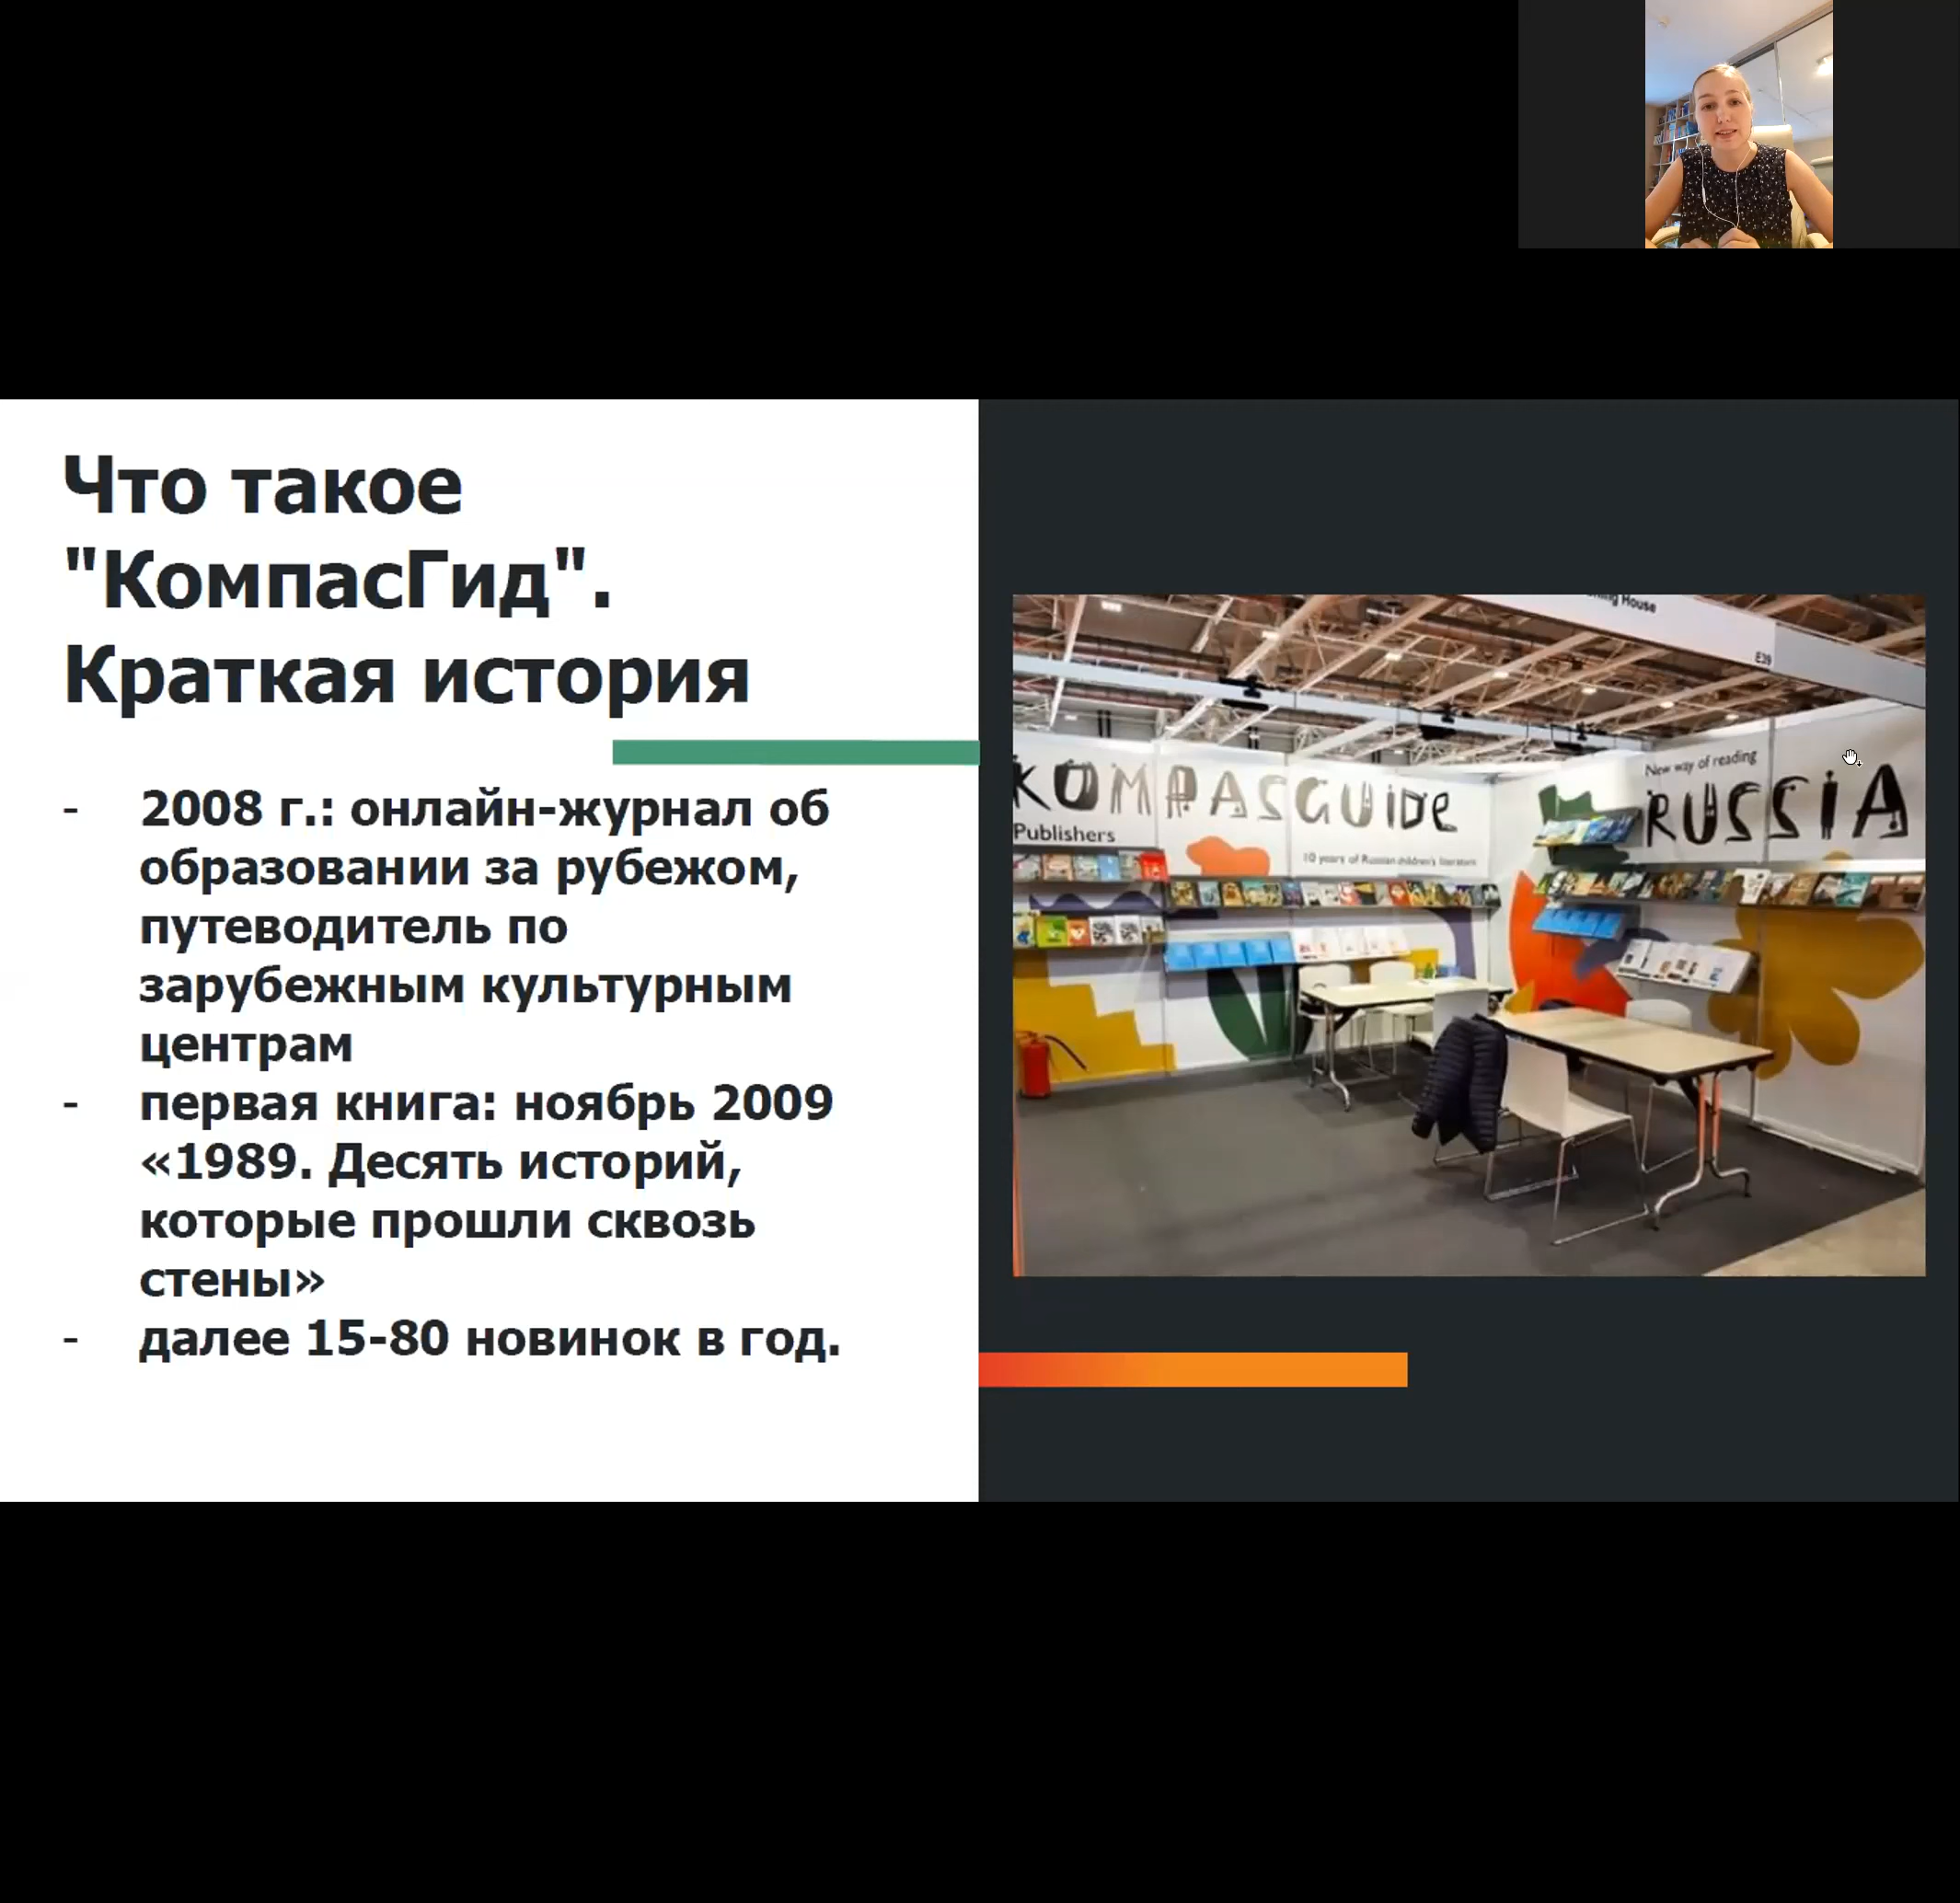 Что такое
"КомпасГид".
Краткая история
- 2008 г.: онлайн-журнал об
образовании за рубежом,
путеводитель по
зарубежным культурным
центрам
- первая книга: ноябрь 2009
«1989. Десять историй,
которые прошли сквозь
стены»
- далее 15-80 новинок в год.
House
E39
KOMPASGUIDE
Publishers
10 years of Russian children's literature
New way of reading
RUSSIA